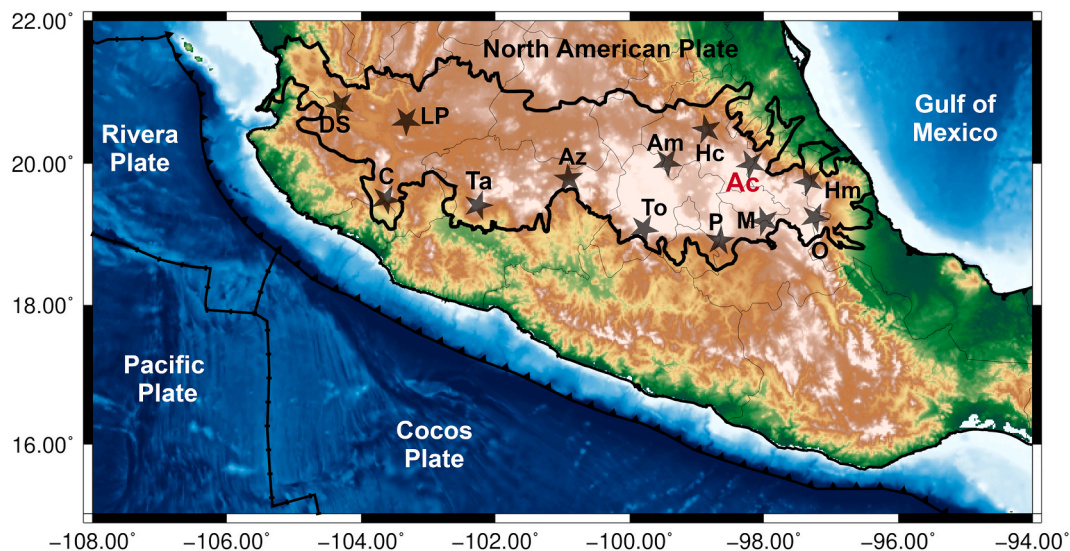 22.00°
20.00°
18.00°
16.00°
North American Plate
Gulf of
Mexico
Rivera
Plate
DS
LP
Am
Hc
Az
Ac
C
Ta
Hm
To
P
M
O
Pacific
Plate
Cocos
Plate
−108.00°
−106.00°
−104.00°
−102.00°
−100.00°
−98.00°
−96.00°
−94.00°